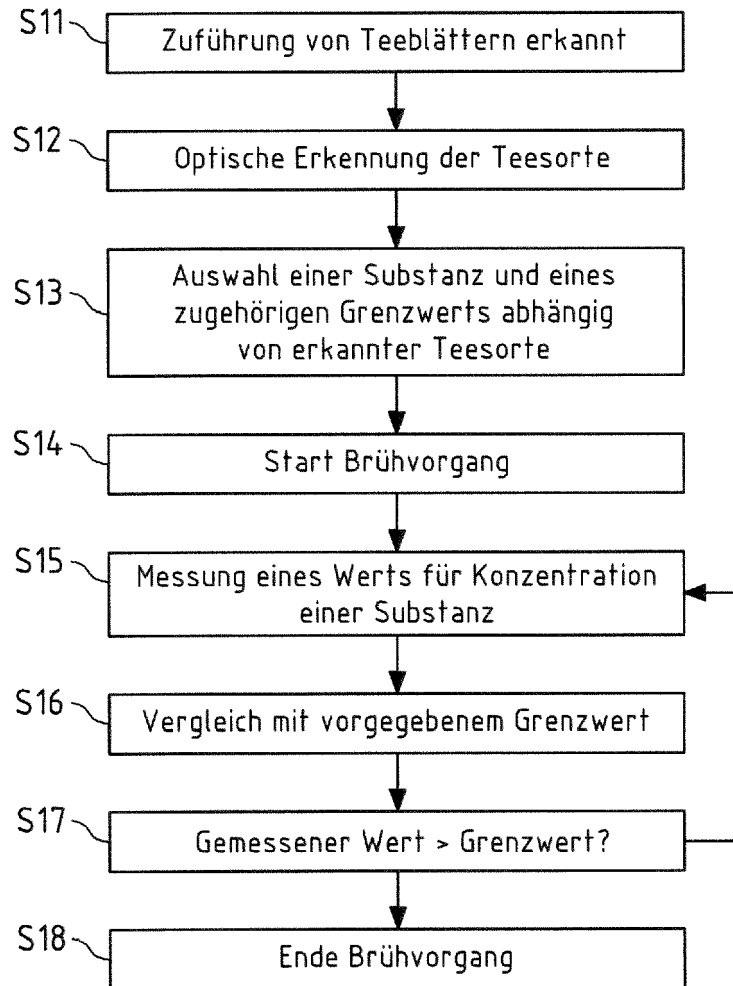 S11
Zuführung von Teeblättern erkannt
S12
Optische Erkennung der Teesorte
S13
Auswahl einer Substanz und eines
zugehörigen Grenzwerts abhängig
von erkannter Teesorte
S14
Start Brühvorgang
S15
Messung eines Werts für Konzentration
einer Substanz
S16
Vergleich mit vorgegebenem Grenzwert
S17
Gemessener Wert > Grenzwert?
S18
Ende Brühvorgang